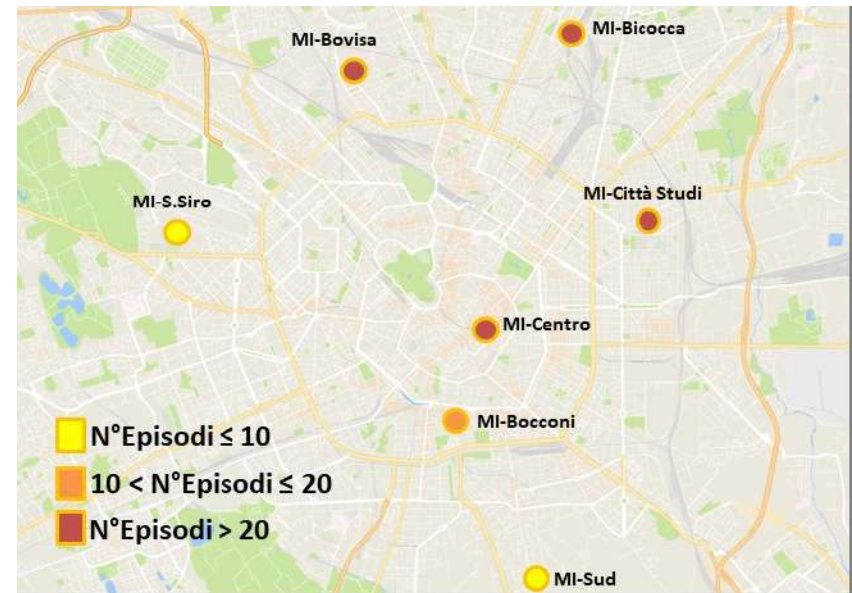 MI-Bovisa
MI-Bicocca
MI-S.Siro
MI-Città Studi
MI-Centro
MI-Bocconi
N°Episodi ≤ 10
10 < N°Episodi ≤ 20
N°Episodi > 20
MI-Sud